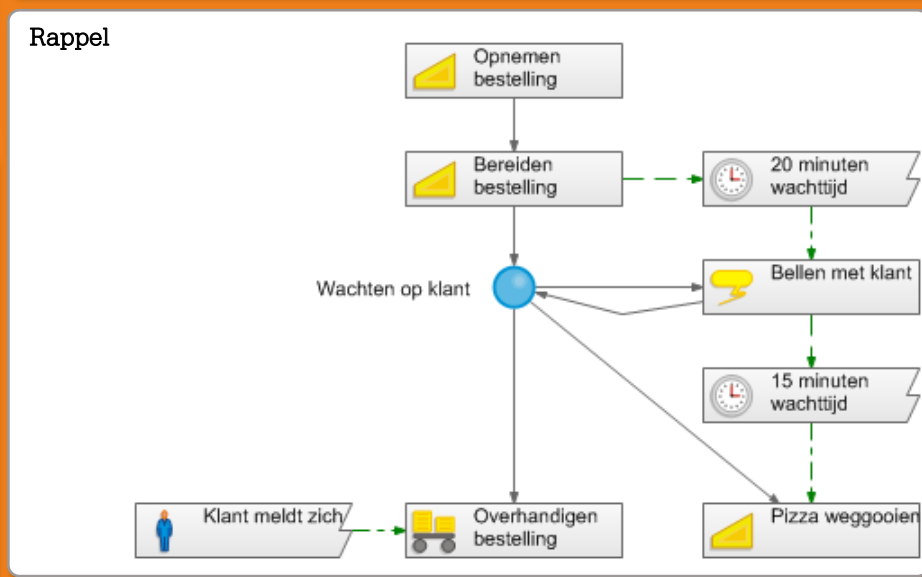 Rappel
Opnemen
bestelling
Bereiden
bestelling
20 minuten
wachttijd
Wachten op klant
Bellen met klant
15 minuten
wachttijd
Klant meldt zich
Overhandigen
bestelling
Pizza weggooien